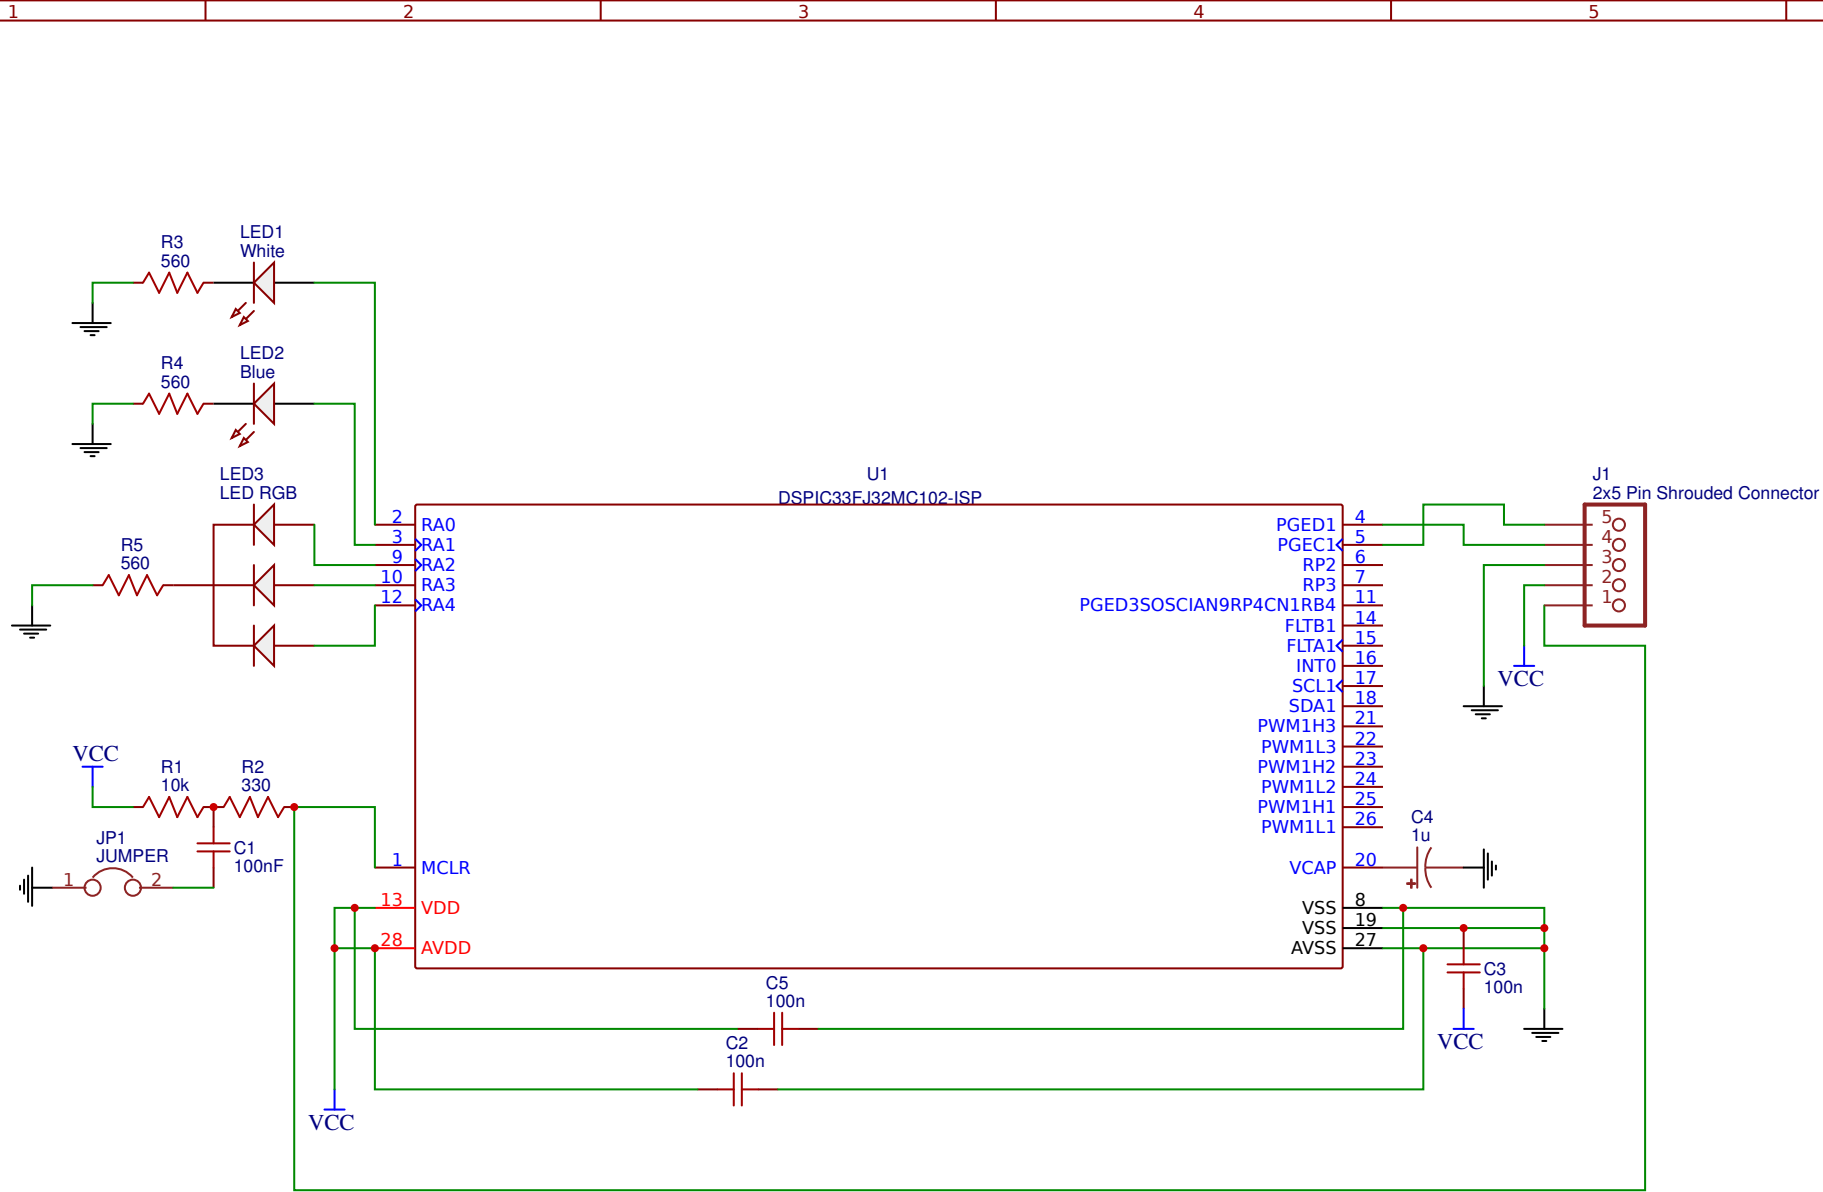 1 2 3 4 5
LED1
White
R3
560
LED2
Blue
R4
560
LED3
LED RGB
R5
560
U1
DSPIC33FJ32MC102-ISP
J1
2x5 Pin Shrouded Connector
2 RA0
3 RA1
9 RA2
10 RA3
12 RA4
1 MCLR
13 VDD
28 AVDD
PGED1 4
PGEC1 5
RP2 6
RP3 7
PGED3SOSCIAN9RP4CN1RB4 11
FLTB1 14
FLTA1 15
INT0 16
SCL1 17
SDA1 18
PWM1H3 21
PWM1L3 22
PWM1H2 23
PWM1L2 24
PWM1H1 25
PWM1L1 26
VCAP 20
VSS 8
VSS 19
AVSS 27
5
4
3
2
1
VCC
VCC
R1
10k
R2
330
JP1
JUMPER
1 2
C1
100nF
C4
1u
+
C3
100n
VCC
C5
100n
C2
100n
VCC